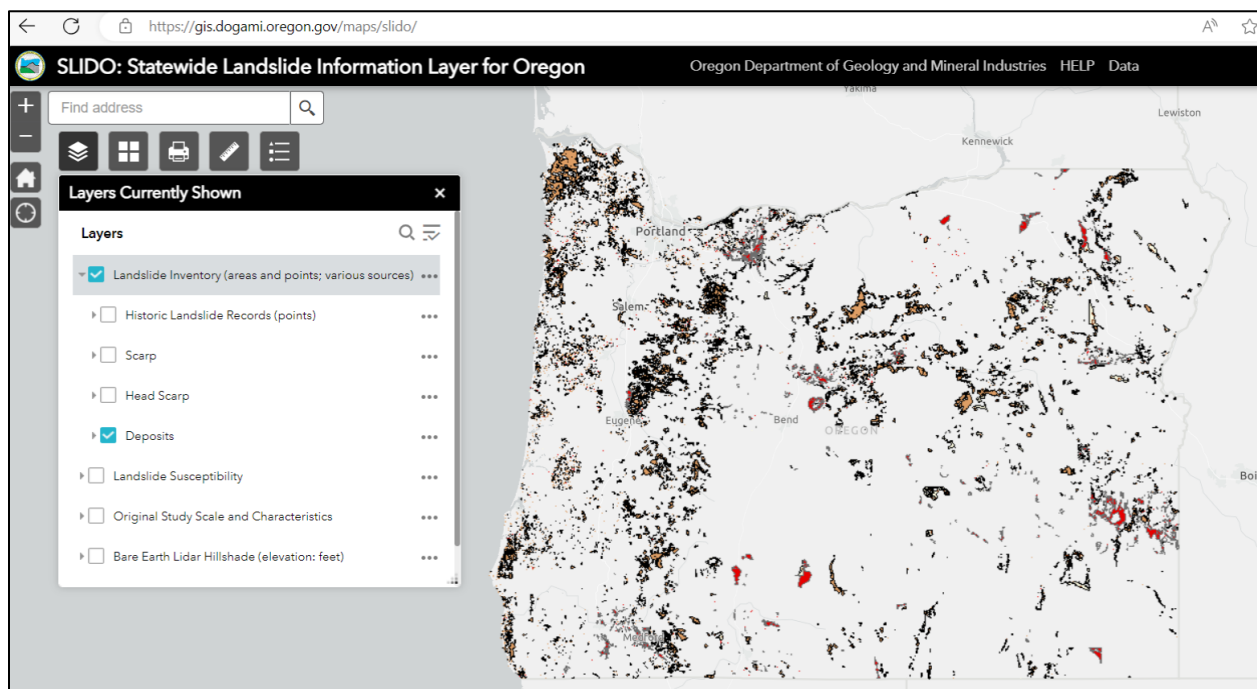 https://gis.dogami.oregon.gov/maps/slido/
SLIDO: Statewide Landslide Information Layer for Oregon
Oregon Department of Geology and Mineral Industries HELP Data
Find address
Layers Currently Shown
Layers
Landslide Inventory (areas and points; various sources)
Historic Landslide Records (points)
Scarp
Head Scarp
Deposits
Landslide Susceptibility
Original Study Scale and Characteristics
Bare Earth Lidar Hillshade (elevation: feet)
Yakima
Lewiston
Kennewick
Portland
Salem
Eugene
Bend
OREGON
Boi
Medford